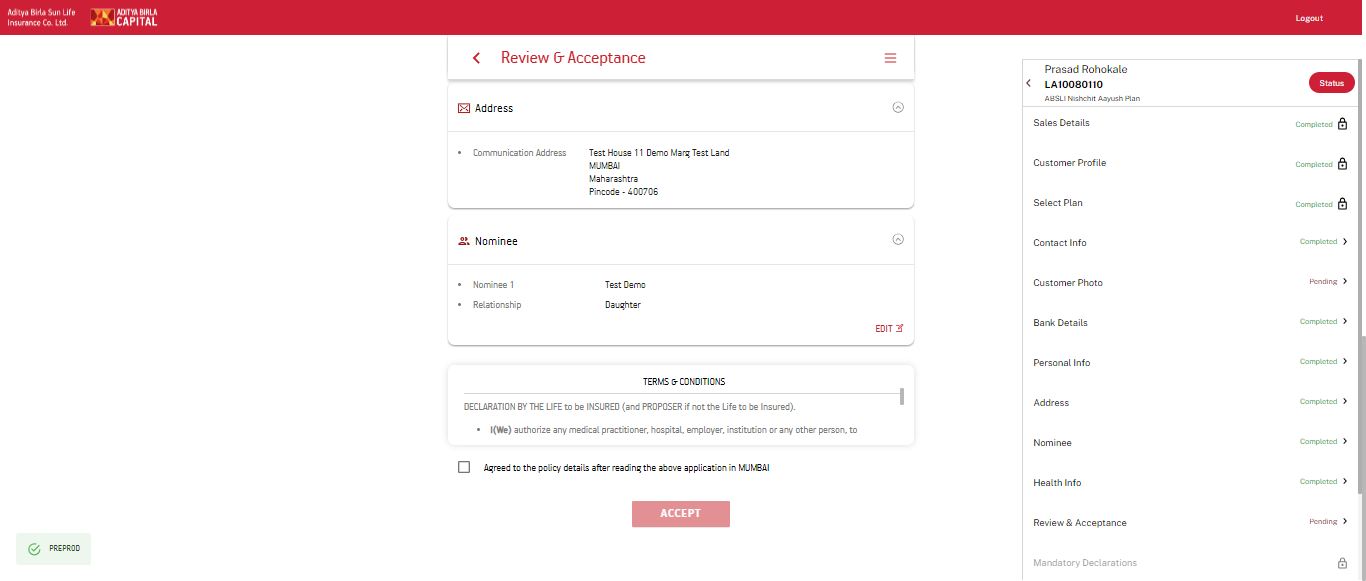 Aditya Birla Sun Life
Insurance Co. Ltd.
ADITYA BIRLA
CAPITAL
Logout
Review & Acceptance
Address
Communication Address
Test House 11 Demo Marg Test Land
MUMBAI
Maharashtra
Pincode - 400706
Nominee
Nominee 1 Test Demo
Relationship Daughter
EDIT
TERMS & CONDITIONS
DECLARATION BY THE LIFE to be INSURED (and PROPOSER if not the Life to be Insured).
• I(We) authorize any medical practitioner, hospital, employer, institution or any other person, to
Agreed to the policy details after reading the above application in MUMBAI
ACCEPT
PREPROD
Prasad Rohokale
LA10080110
ABSLI Nishchit Aayush Plan
Status
Sales Details Completed
Customer Profile Completed
Select Plan Completed
Contact Info Completed
Customer Photo Pending
Bank Details Completed
Personal Info Completed
Address Completed
Nominee Completed
Health Info Completed
Review & Acceptance Pending
Mandatory Declarations